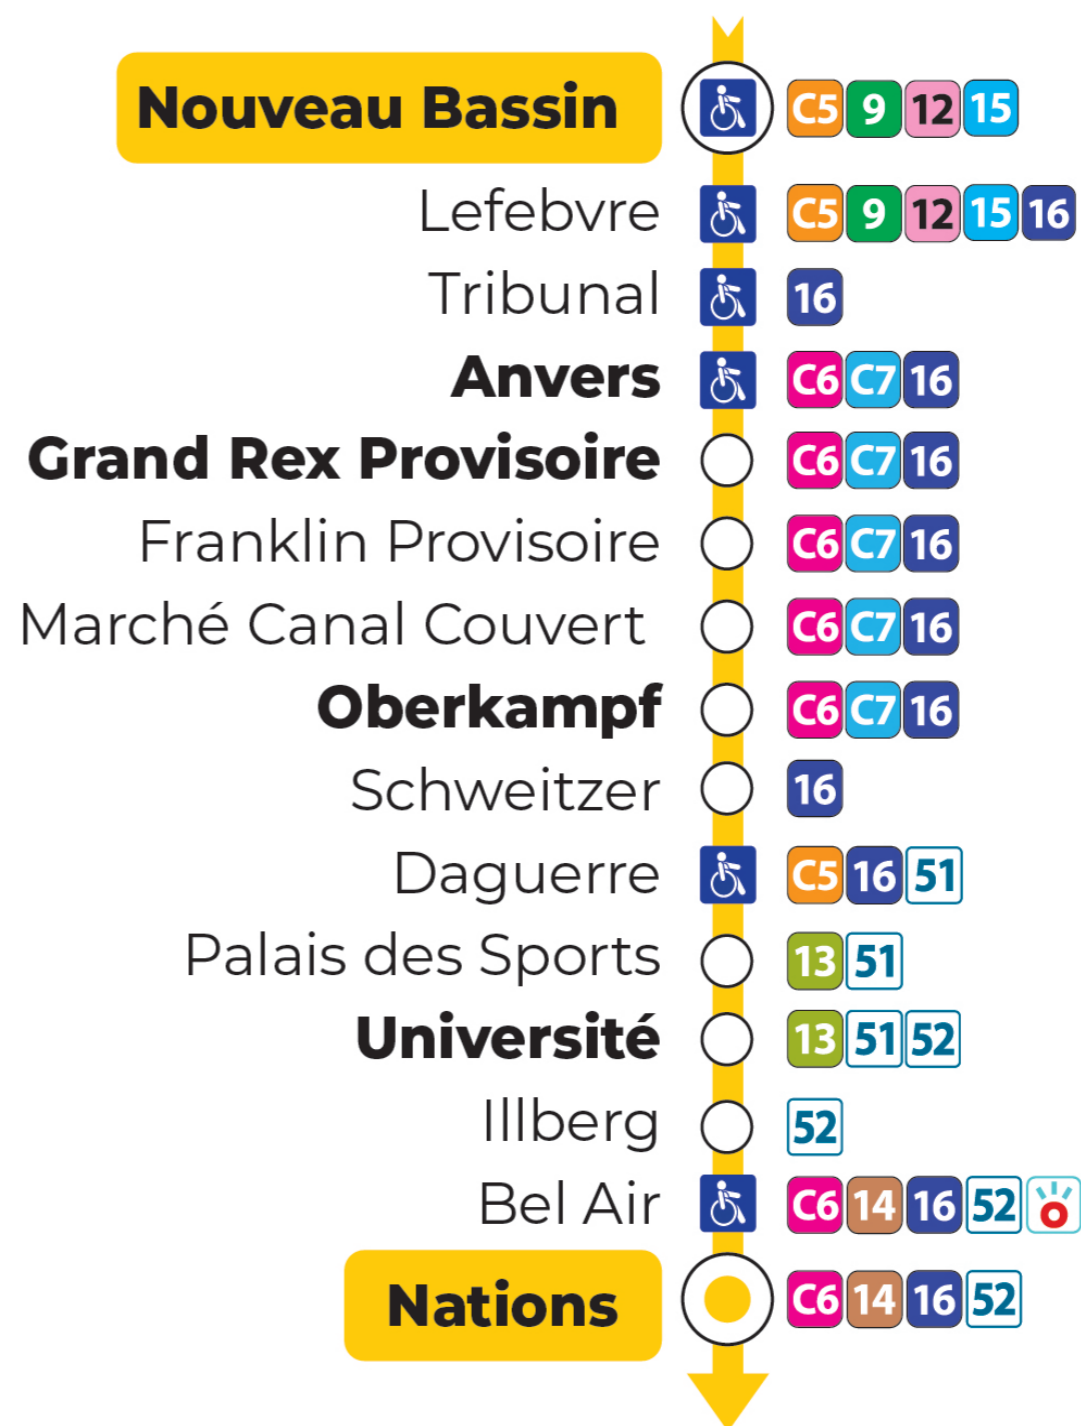 Nouveau Bassin C5 9 12 15
Lefebvre C5 9 12 15 16
Tribunal 16
Anvers C6 C7 16
Grand Rex Provisoire C6 C7 16
Franklin Provisoire C6 C7 16
Marché Canal Couvert C6 C7 16
Oberkampf C6 C7 16
Schweitzer 16
Daguerre C5 16 51
Palais des Sports 13 51
Université 13 51 52
Illberg 52
Bel Air C6 14 16 52
Nations C6 14 16 52